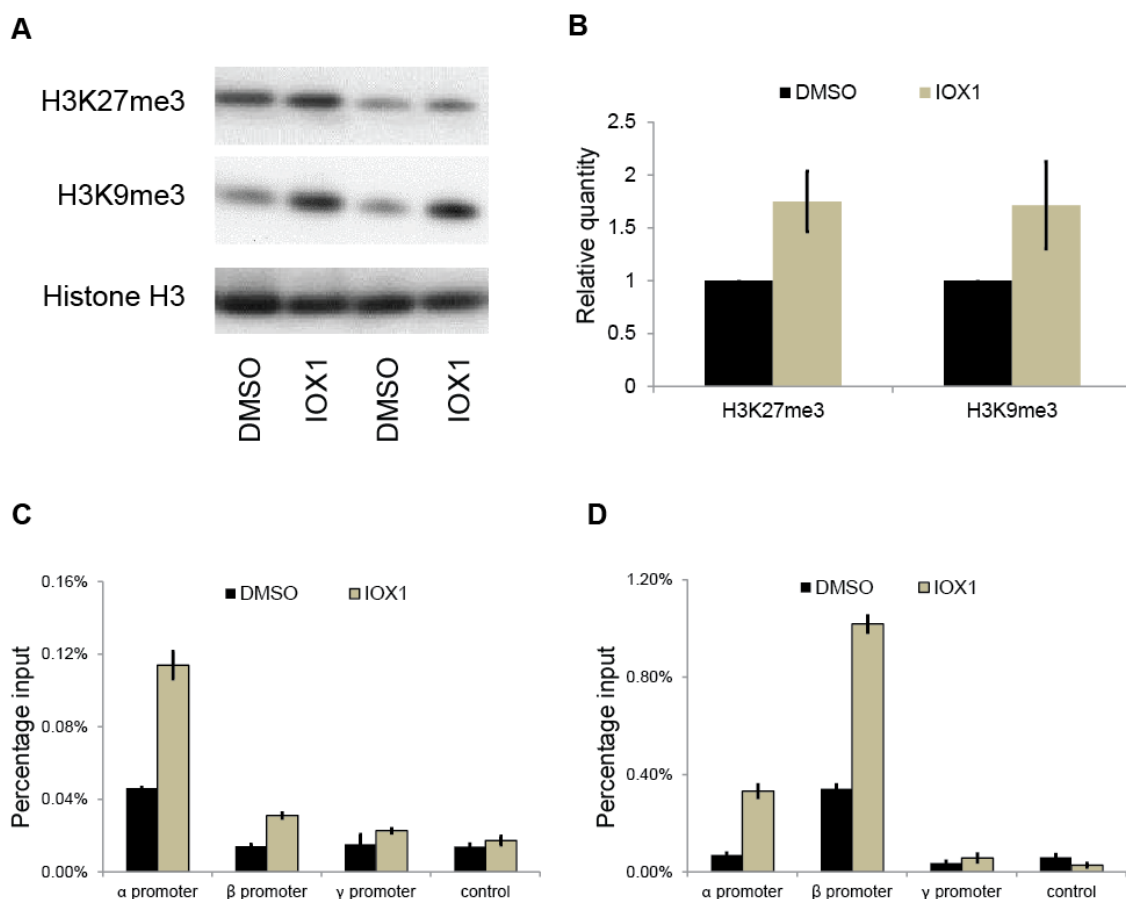 A
H3K27me3
H3K9me3
Histone H3
DMSO
IOX1
DMSO
IOX1
B
DMSO IOX1
Relative quantity
2.5
2
1.5
1
0.5
0
H3K27me3 H3K9me3
C
DMSO IOX1
Percentage input
0.16%
0.12%
0.08%
0.04%
0.00%
α promoter β promoter γ promoter control
D
DMSO IOX1
Percentage input
1.20%
0.80%
0.40%
0.00%
α promoter β promoter γ promoter control